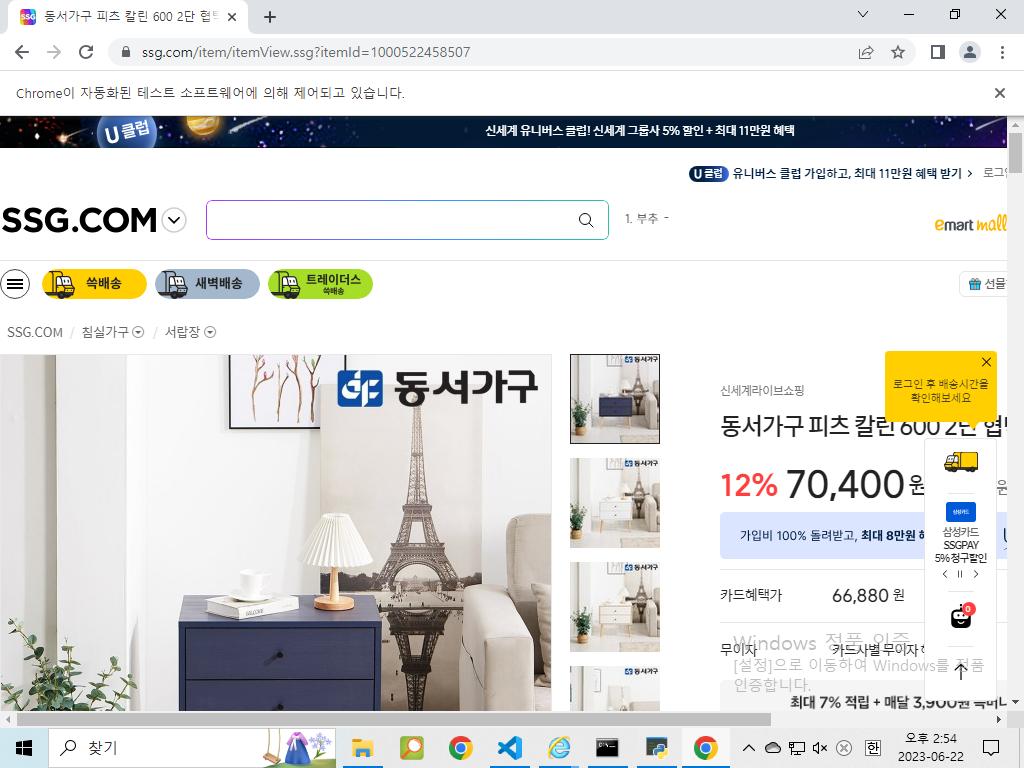 동서가구 피츠 칼린 600 2단 협탁
ssg.com/item/itemView.ssg?itemId=1000522458507
Chrome이 자동화된 테스트 소프트웨어에 의해 제어되고 있습니다.
U 클럽
신세계 유니버스 클럽! 신세계 그룹사 5% 할인 + 최대 11만원 혜택
U 클럽 유니버스 클럽 가입하고, 최대 11만원 혜택 받기 >
로그인
SSG.COM
1. 부추 -
emart mall
쓱배송
새벽배송
트레이더스
쓱배송
선물
SSG.COM / 침실가구 / 서랍장
동서가구
신세계라이브쇼핑
로그인 후 배송시간을
확인해보세요
동서가구 피츠 칼린 600 2단 협
12% 70,400원
원
가입비 100% 돌려받고, 최대 8만원
삼성카드
삼성카드
SSGPAY
5% 청구할인
카드혜택가 66,880 원
0
무이자 카드사별 무이자
Windows 정품 인증
[설정]으로 이동하여 Windows를 정품
인증합니다.
최대 7% 적립 + 매달 3,900원
찾기
한
오후 2:54
2023-06-22